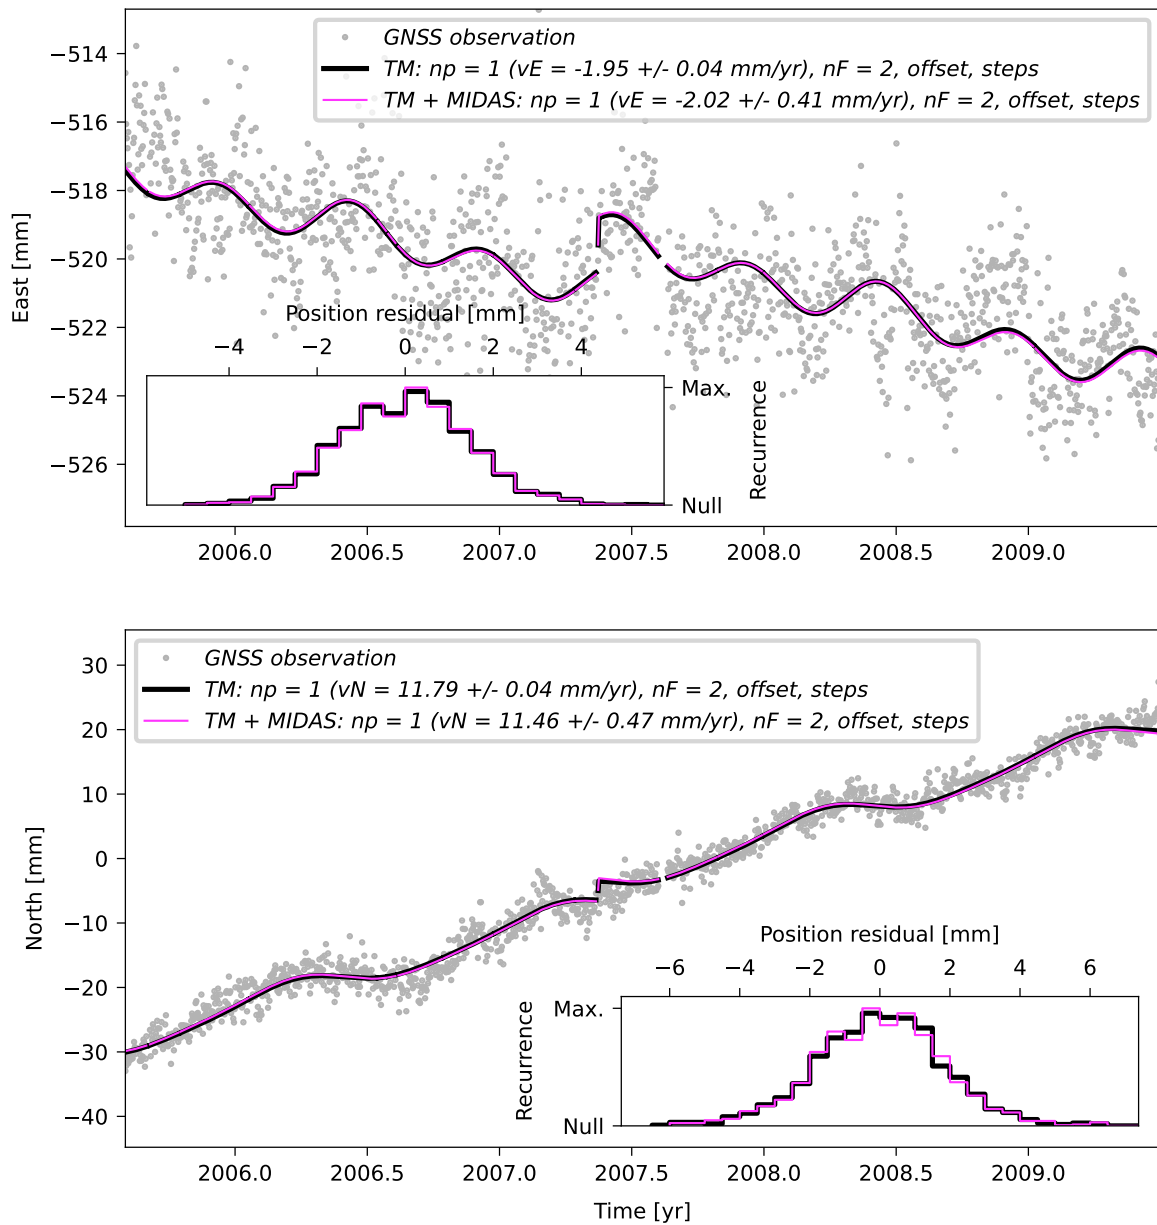 GNSS observation
TM: np = 1 (vE = -1.95 +/- 0.04 mm/yr), nF = 2, offset, steps
TM + MIDAS: np = 1 (vE = -2.02 +/- 0.41 mm/yr), nF = 2, offset, steps
−514
−516
−518
−520
−522
−524
−526
East [mm]
Position residual [mm]
−4 −2 0 2 4
Max.
Null
Recurrence
2006.0 2006.5 2007.0 2007.5 2008.0 2008.5 2009.0
GNSS observation
TM: np = 1 (vN = 11.79 +/- 0.04 mm/yr), nF = 2, offset, steps
TM + MIDAS: np = 1 (vN = 11.46 +/- 0.47 mm/yr), nF = 2, offset, steps
30
20
10
0
−10
−20
−30
−40
North [mm]
Position residual [mm]
−6 −4 −2 0 2 4 6
Max.
Null
Recurrence
2006.0 2006.5 2007.0 2007.5 2008.0 2008.5 2009.0
Time [yr]